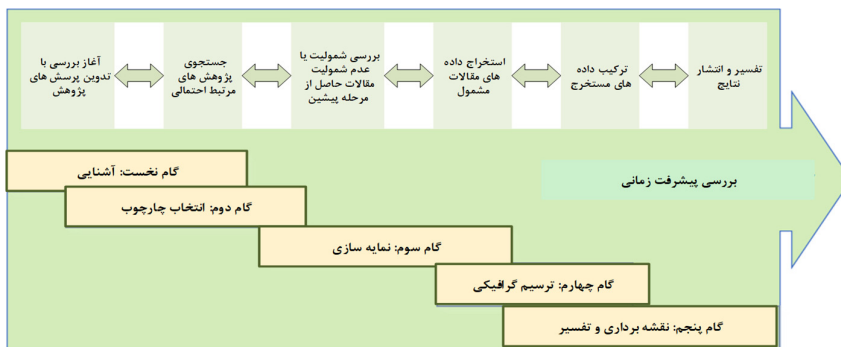 آغاز بررسی با
تدوین پرسش های
پژوهش
جستجوی
پژوهش های
مرتبط احتمالی
بررسی شمولیت یا
عدم شمولیت
مقالات حاصل از
مرحله پیشین
استخراج داده
های مقالات
مشمول
ترکیب داده
های مستخرج
تفسیر و انتشار
نتایج
گام نخست: آشنایی
بررسی پیشرفت زمانی
گام دوم: انتخاب چارچوب
گام سوم: نمایه سازی
گام چهارم: ترسیم گرافیکی
گام پنجم: نقشه برداری و تفسیر